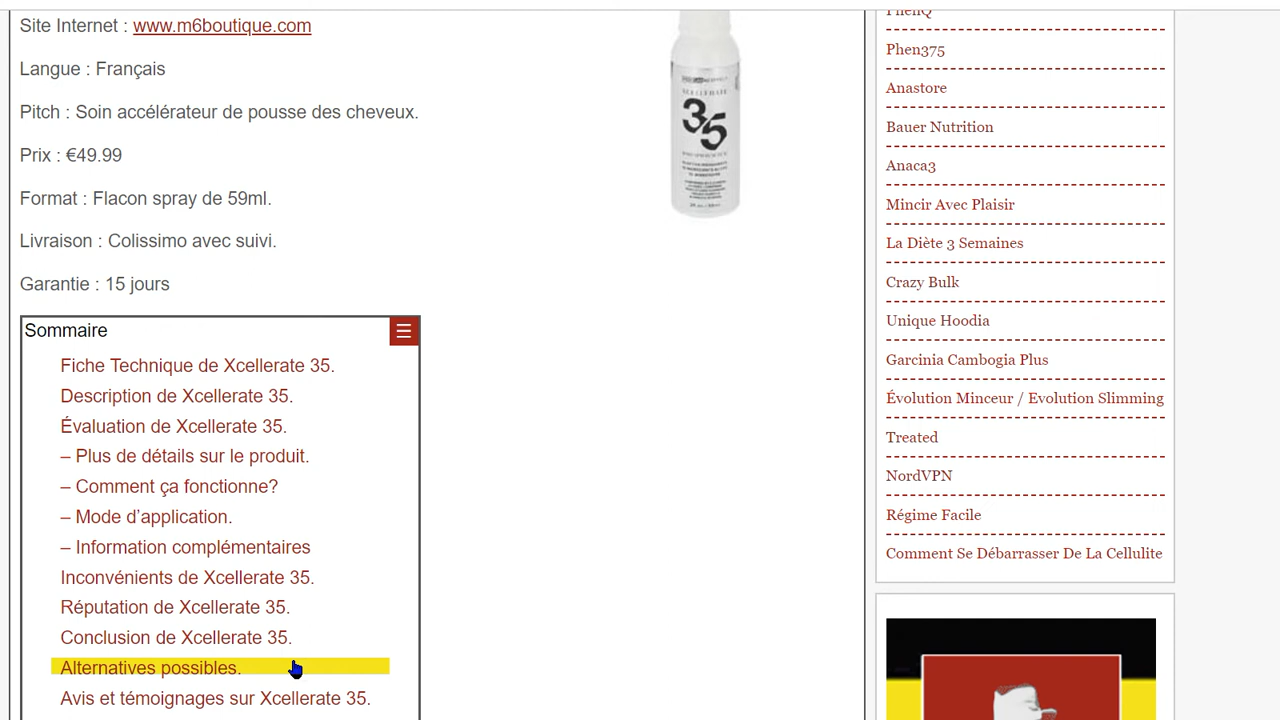 Site Internet : www.m6boutique.com
Langue : Français
Pitch : Soin accélérateur de pousse des cheveux.
Prix : €49.99
Format : Flacon spray de 59ml.
Livraison : Colissimo avec suivi.
Garantie : 15 jours
35
Sommaire
Fiche Technique de Xcellerate 35.
Description de Xcellerate 35.
Évaluation de Xcellerate 35.
– Plus de détails sur le produit.
– Comment ça fonctionne?
– Mode d’application.
– Information complémentaires
Inconvénients de Xcellerate 35.
Réputation de Xcellerate 35.
Conclusion de Xcellerate 35.
Alternatives possibles.
Avis et témoignages sur Xcellerate 35.
PhenQ
Phen375
Anastore
Bauer Nutrition
Anaca3
Mincir Avec Plaisir
La Diète 3 Semaines
Crazy Bulk
Unique Hoodia
Garcinia Cambogia Plus
Évolution Minceur / Evolution Slimming
Treated
NordVPN
Régime Facile
Comment Se Débarrasser De La Cellulite